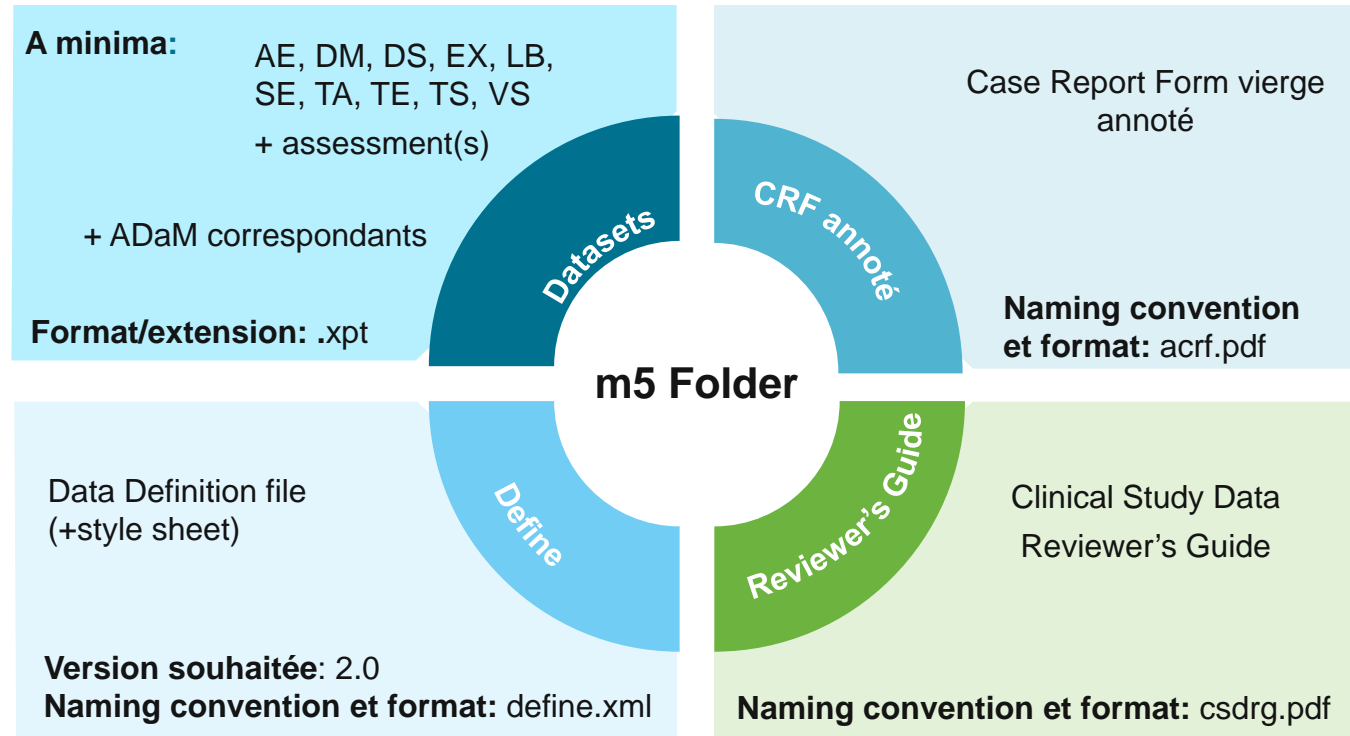 A minima:
AE, DM, DS, EX, LB,
SE, TA, TE, TS, VS
+ assessment(s)
+ ADaM correspondants
Format/extension: .xpt
Datasets
Case Report Form vierge
annoté
Naming convention
et format: acrf.pdf
CRF annoté
m5 Folder
Data Definition file
(+style sheet)
Version souhaitée: 2.0
Naming convention et format: define.xml
Define
Clinical Study Data
Reviewer’s Guide
Naming convention et format: csdrg.pdf
Reviewer’s Guide